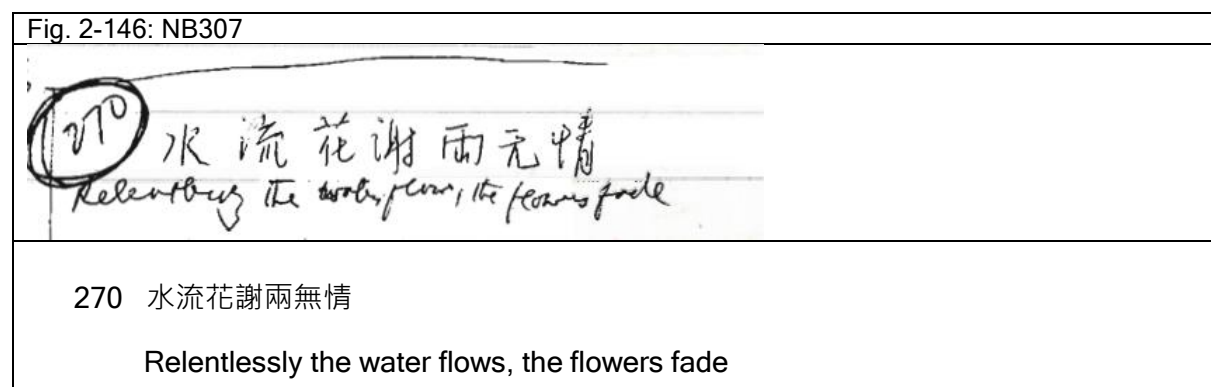 Fig. 2-146: NB307
270 水流花谢雨无情
Relentlessly the water flows, the flowers fade
270 水流花謝兩無情
Relentlessly the water flows, the flowers fade